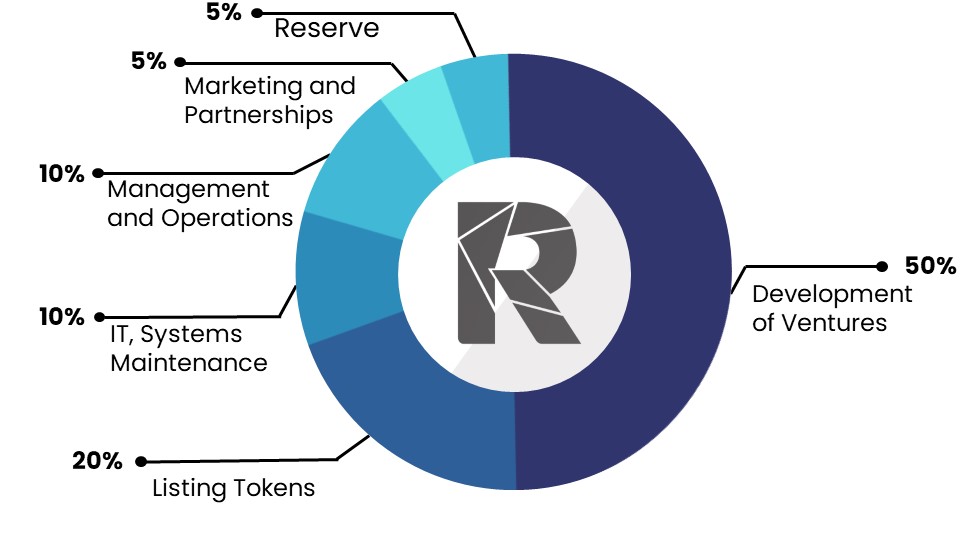 5%
Reserve
5%
Marketing and
Partnerships
10%
Management
and Operations
50%
Development
of Ventures
10%
IT, Systems
Maintenance
20%
Listing Tokens
R